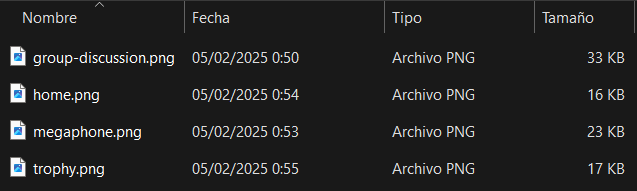 Nombre Fecha Tipo Tamaño
group-discussion.png 05/02/2025 0:50 Archivo PNG 33 KB
home.png 05/02/2025 0:54 Archivo PNG 16 KB
megaphone.png 05/02/2025 0:53 Archivo PNG 23 KB
trophy.png 05/02/2025 0:55 Archivo PNG 17 KB